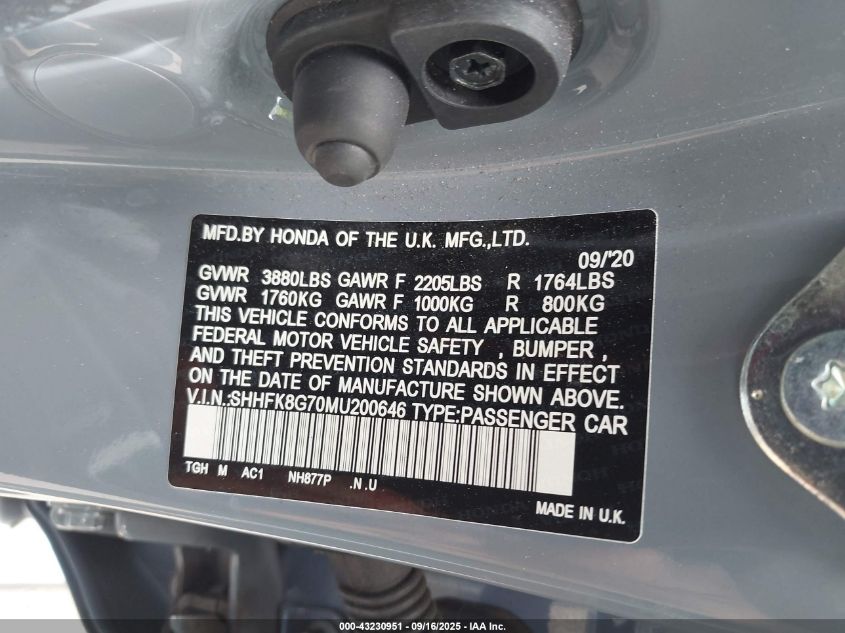 MFD.BY HONDA OF THE U.K. MFG.,LTD.
09/'20
GVWR 3880LBS GAWR F 2205LBS R 1764LBS
GVWR 1760KG GAWR F 1000KG R 800KG
THIS VEHICLE CONFORMS TO ALL APPLICABLE
FEDERAL MOTOR VEHICLE SAFETY , BUMPER ,
AND THEFT PREVENTION STANDARDS IN EFFECT
ON THE DATE OF MANUFACTURE SHOWN ABOVE.
V.I.N.:SHHFK8G70MU200646 TYPE:PASSENGER CAR
TGH M AC1 NH877P .N.U
MADE IN U.K.
000-43230951 - 09/16/2025 - IAA Inc.